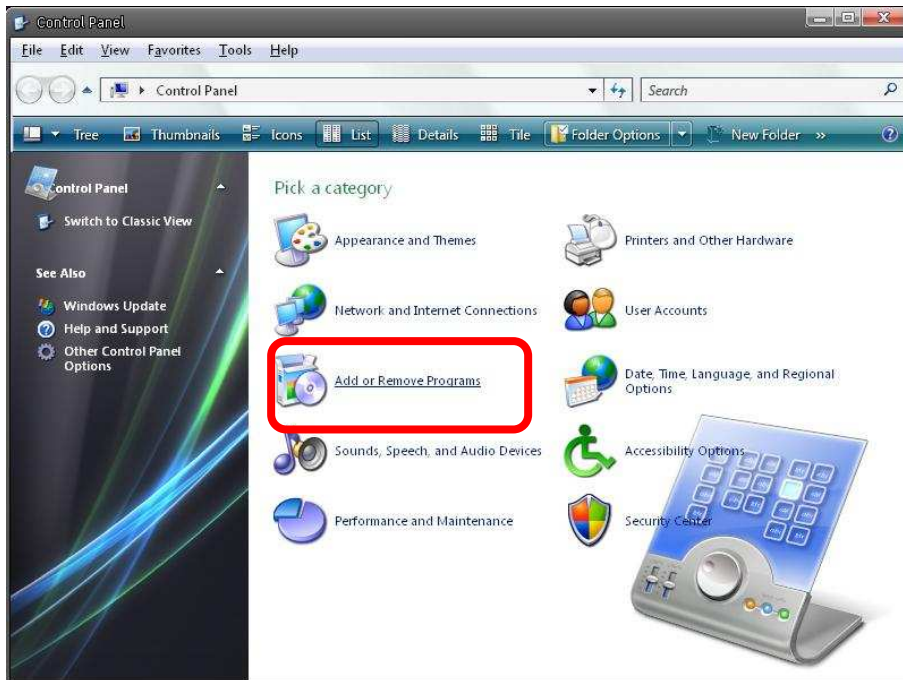 Control Panel
File Edit View Favorites Tools Help
Control Panel Search
Tree Thumbnails Icons List Details Tile Folder Options New Folder »
Control Panel
Switch to Classic View
See Also
Windows Update
Help and Support
Other Control Panel
Options
Pick a category
Appearance and Themes
Printers and Other Hardware
Network and Internet Connections
User Accounts
Add or Remove Programs
Date, Time, Language, and Regional
Options
Sounds, Speech, and Audio Devices
Accessibility Options
Performance and Maintenance
Security Center